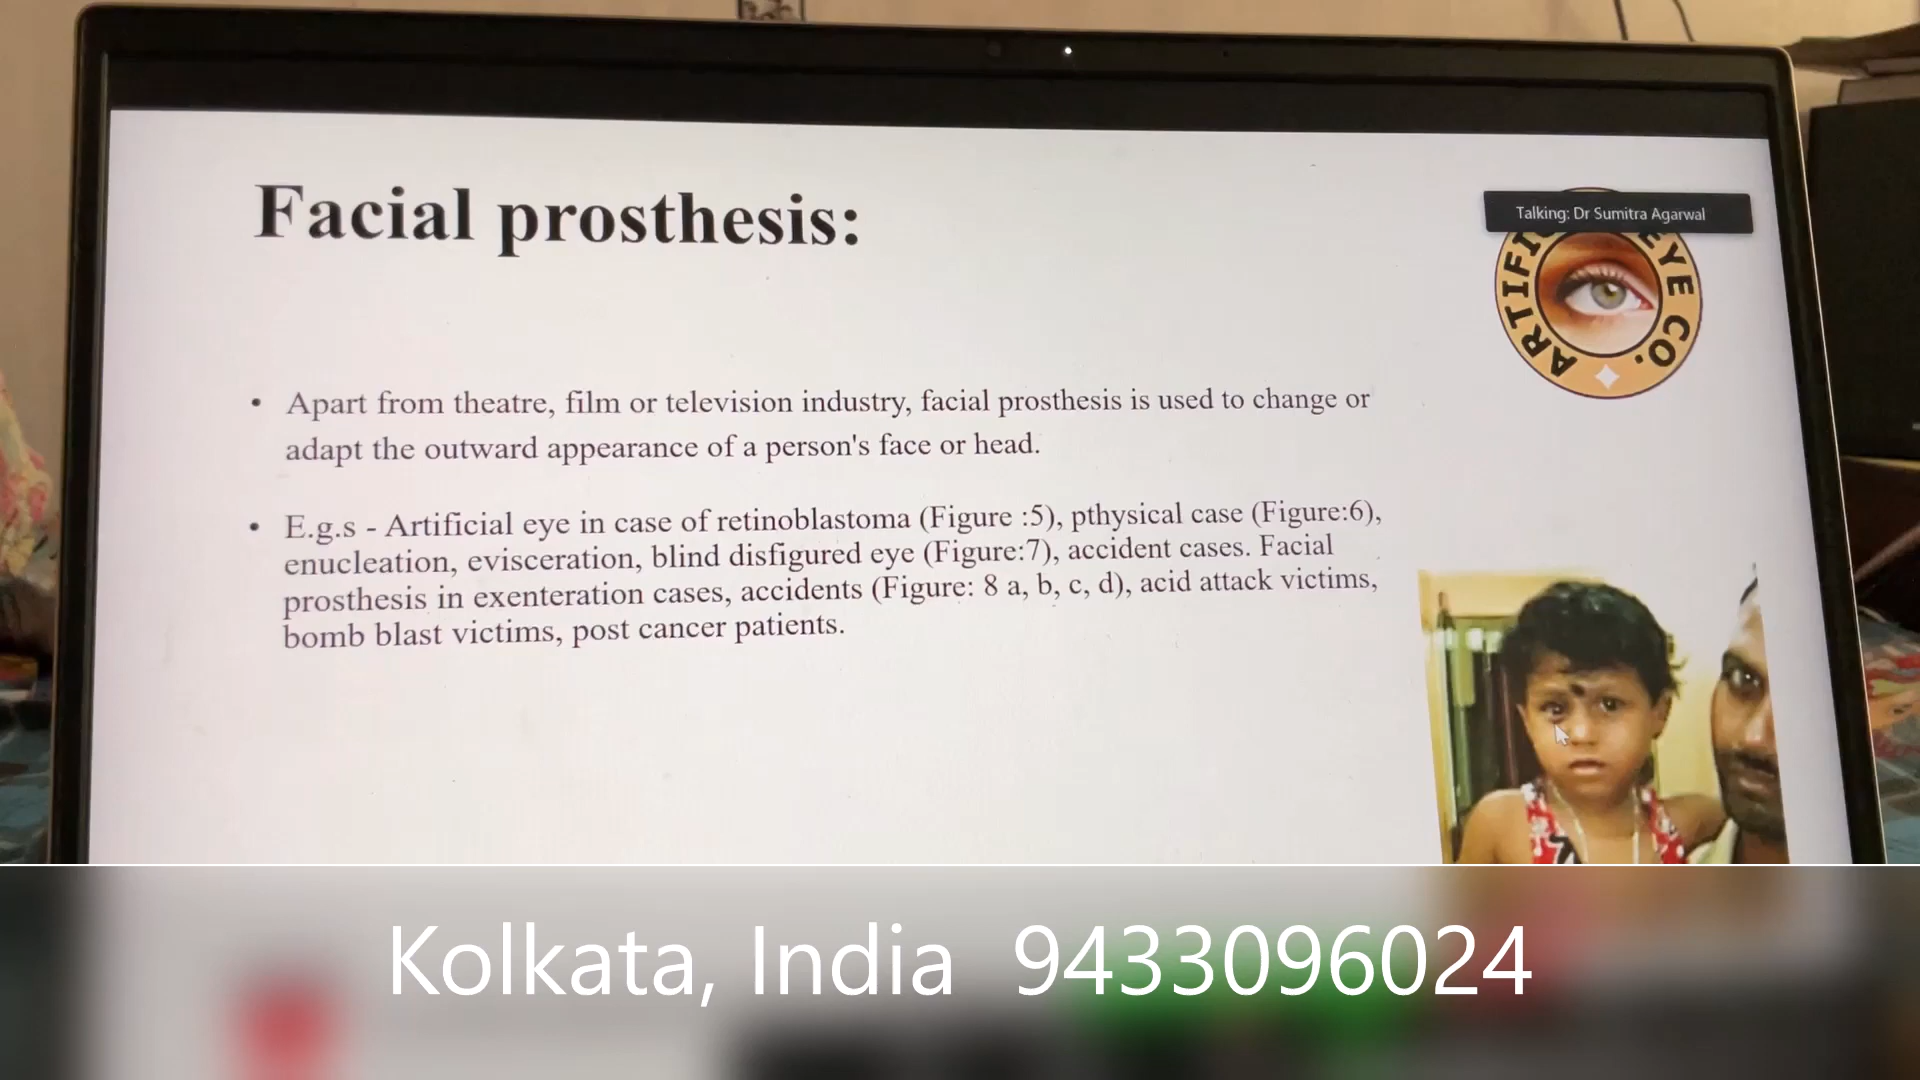 Facial prosthesis:
Talking: Dr Sumitra Agarwal
ARTIFI EYE CO.
• Apart from theatre, film or television industry, facial prosthesis is used to change or
adapt the outward appearance of a person's face or head.
• E.g.s - Artificial eye in case of retinoblastoma (Figure :5), pthysical case (Figure:6),
enucleation, evisceration, blind disfigured eye (Figure:7), accident cases. Facial
prosthesis in exenteration cases, accidents (Figure: 8 a, b, c, d), acid attack victims,
bomb blast victims, post cancer patients.
Kolkata, India 9433096024